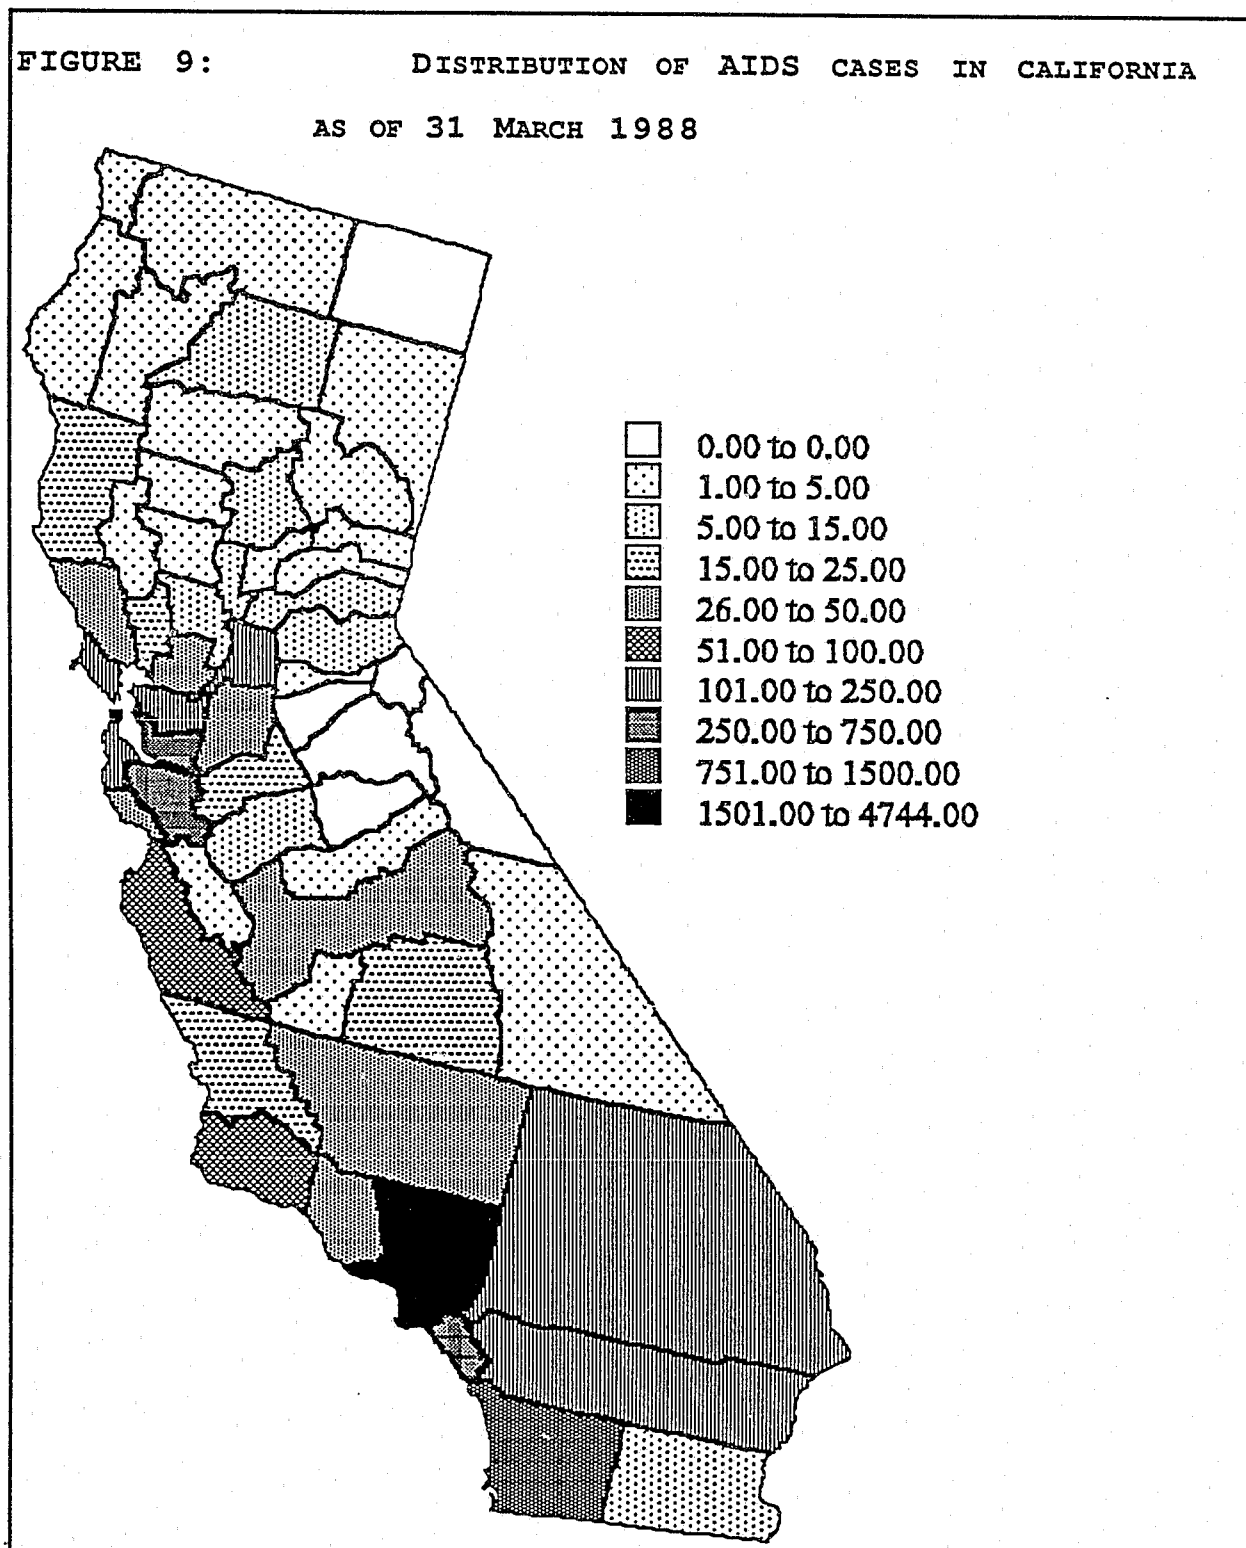 FIGURE 9: DISTRIBUTION OF AIDS CASES IN CALIFORNIA
AS OF 31 MARCH 1988
0.00 to 0.00
1.00 to 5.00
5.00 to 15.00
15.00 to 25.00
26.00 to 50.00
51.00 to 100.00
101.00 to 250.00
250.00 to 750.00
751.00 to 1500.00
1501.00 to 4744.00